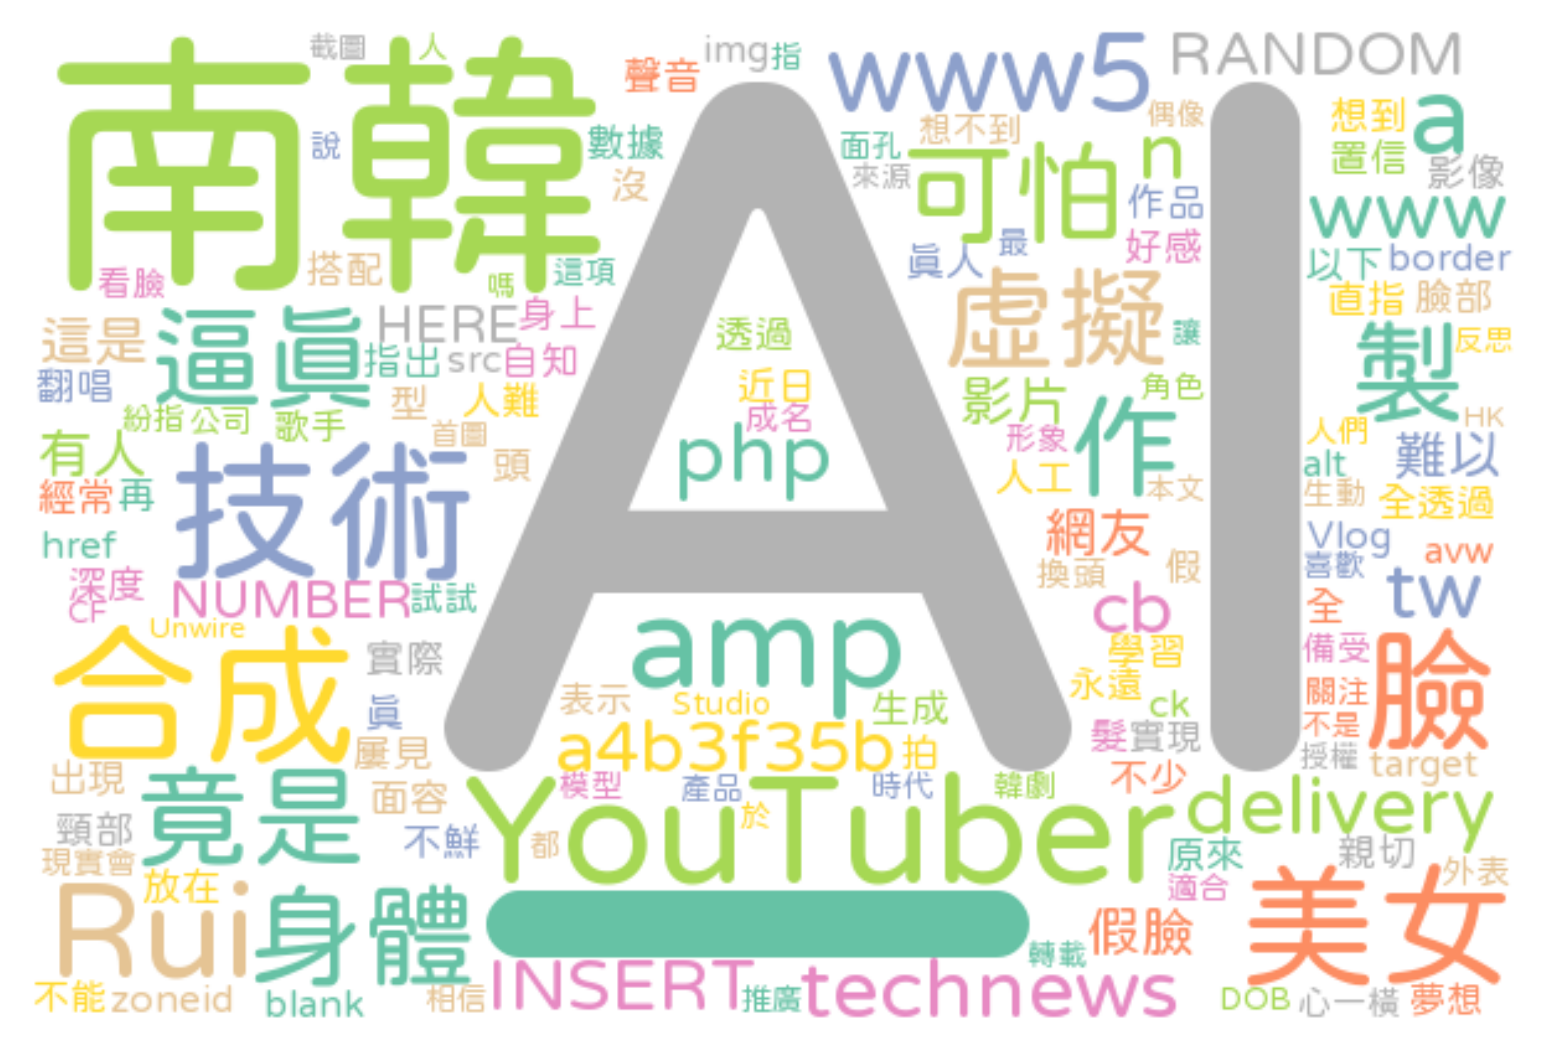 截圖 人 img 指 www5 RANDOM
南韓 聲音 想不到 偶像 想到 a
說 數據 面孔 n 置信 影像
沒 來源 可怕 作品 www
看臉 搭配 嗎 這項 眞人 最 好感 以下 border
這是 逼眞 HERE 身上 透過 虛擬 讓 直指 臉部
翻唱 指出 src 自知 近日 影片 角色 製 反思
紛指 公司 歌手 型 人難 成名 形象 作 人們 HK
有人 首圖 php 人工 alt 難以
經常 再 技術 頭 本文 生動 全透過
href 網友 Vlog avw
深度 換頭 假 喜歡 tw
CF NUMBER 試試 cb 全
Unwire amp 學習 備受
合成 實際 表示 Studio 生成 永遠 ck 關注 臉
眞 a4b3f35b 拍 髮 實現 不是
出現 屢見 模型 產品 時代 韓劇 不少 授權 target
頸部 竟是 面容 於 YouTuber delivery
現實會 不鮮 都 原來 親切
放在 適合 外表
Rui 身體 _ 假臉 美女
轉載
不能 zoneid blank 相信 INSERT 推廣 technews DOB 心一橫 夢想
AI